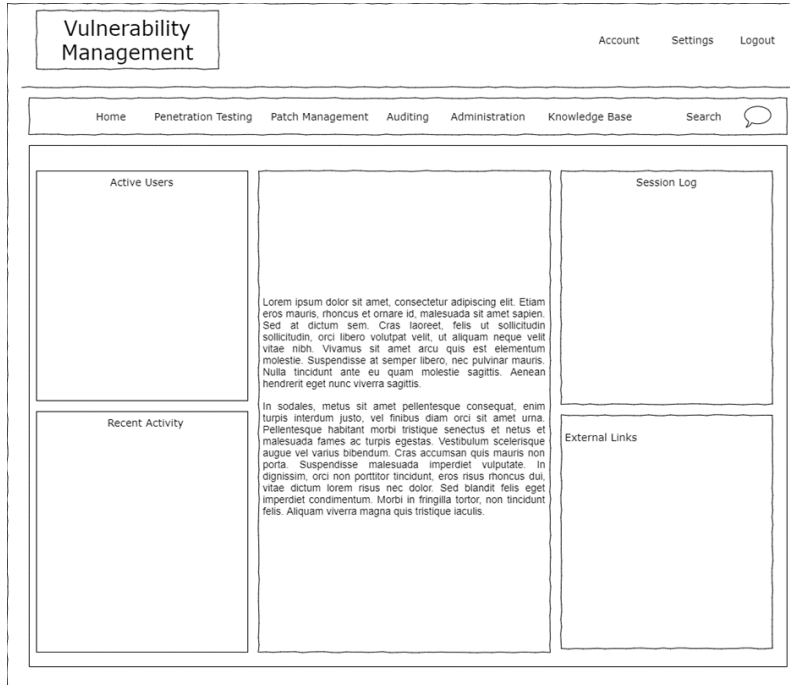 Vulnerability
Management
Account Settings Logout
Home Penetration Testing Patch Management Auditing Administration Knowledge Base Search
Active Users
Lorem ipsum dolor sit amet, consectetur adipiscing elit. Etiam
eros mauris, rhoncus et ornare id, malesuada sit amet sapien.
Sed at dictum sem. Cras laoreet, felis ut sollicitudin
sollicitudin, orci libero volutpat velit, ut aliquam neque velit
vitae nibh. Vivamus sit amet arcu quis est elementum
molestie. Suspendisse at semper libero, nec pulvinar mauris.
Nulla tincidunt ante eu quam molestie sagittis. Aenean
hendrerit eget nunc viverra sagittis.
In sodales, metus sit amet pellentesque consequat, enim
turpis interdum justo, vel finibus diam orci sit amet urna.
Pellentesque habitant morbi tristique senectus et netus et
malesuada fames ac turpis egestas. Vestibulum scelerisque
augue vel varius bibendum. Cras accumsan quis mauris non
porta. Suspendisse malesuada imperdiet vulputate. In
dignissim, orci non porttitor tincidunt, eros risus rhoncus dui,
vitae dictum lorem risus nec dolor. Sed blandit felis eget
imperdiet condimentum. Morbi in fringilla tortor, non tincidunt
felis. Aliquam viverra magna quis tristique iaculis.
Session Log
Recent Activity
External Links